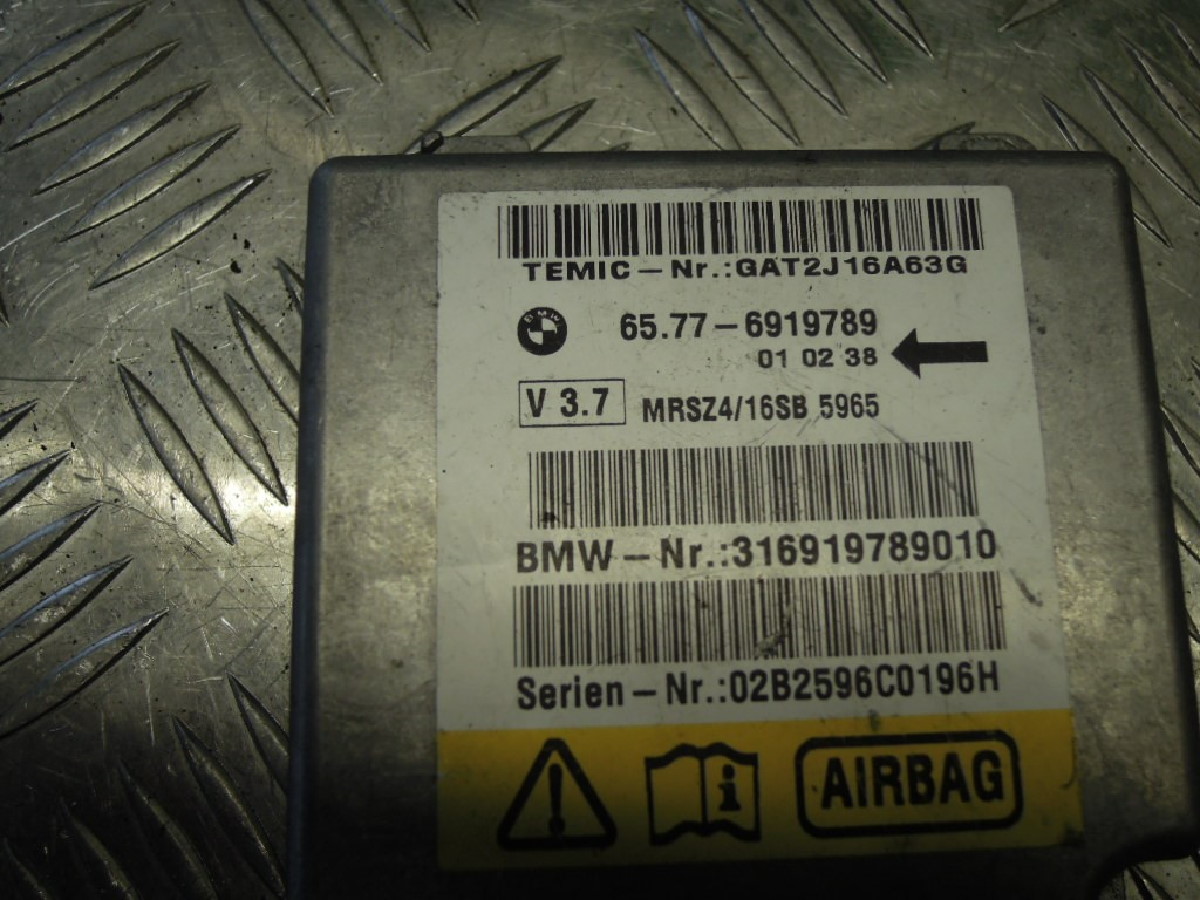 TEMIC-Nr.:GAT2J16A63G
BMW
65.77-6919789
01 02 38
V 3.7
MRSZ4/16SB 5965
BMW-Nr.:316919789010
Serien-Nr.:02B2596C0196H
i
AIRBAG